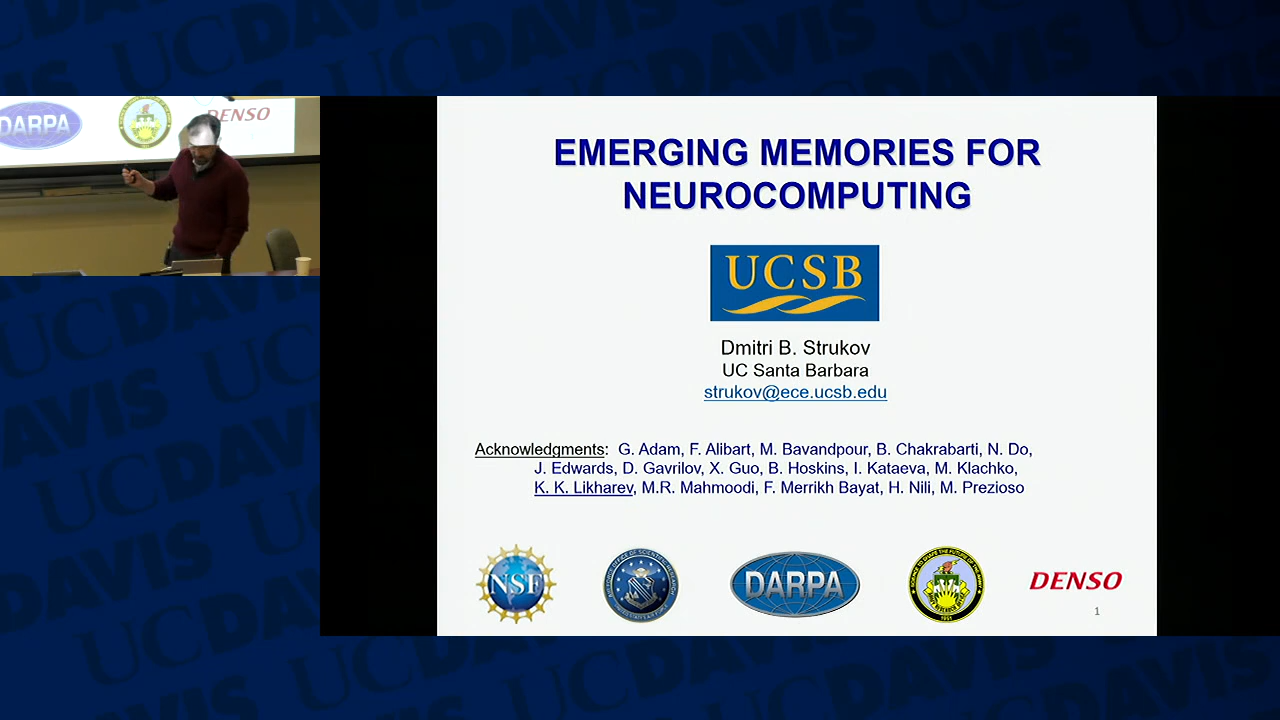 UCDAVIS
DARPA
DENSO
EMERGING MEMORIES FOR
NEUROCOMPUTING
UCSB
Dmitri B. Strukov
UC Santa Barbara
strukov@ece.ucsb.edu
Acknowledgments: G. Adam, F. Alibart, M. Bavandpour, B. Chakrabarti, N. Do,
J. Edwards, D. Gavrilov, X. Guo, B. Hoskins, I. Kataeva, M. Klachko,
K. K. Likharev, M.R. Mahmoodi, F. Merrikh Bayat, H. Nili, M. Prezioso
NSF
DARPA
DENSO
1